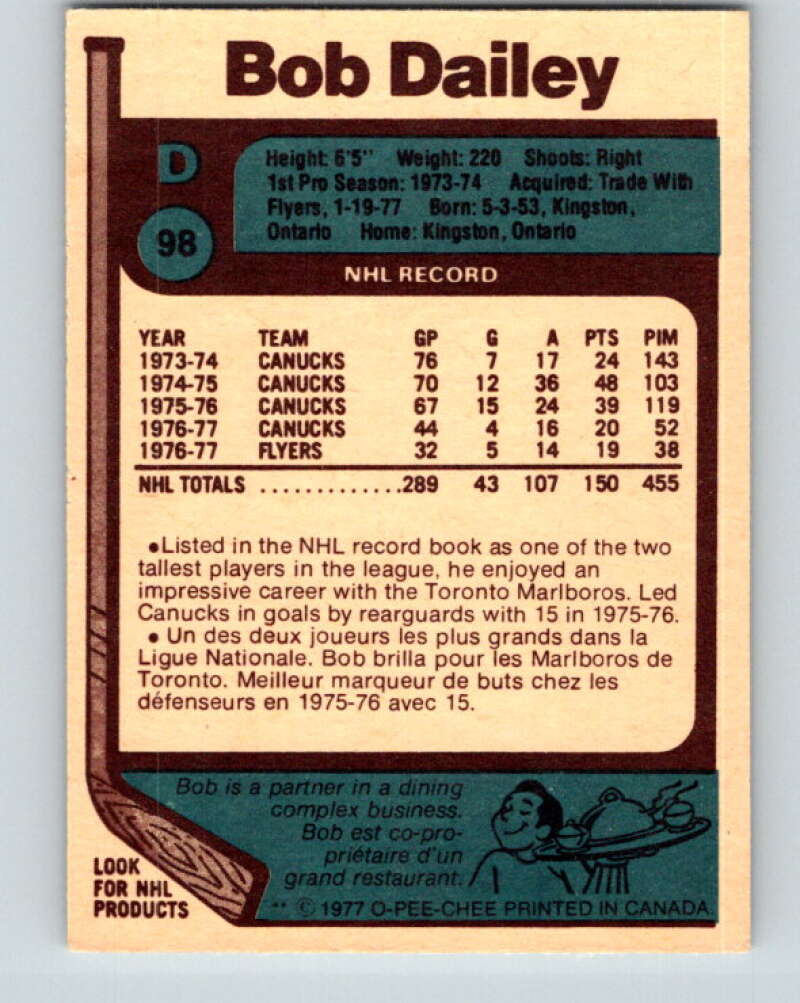 Bob Dailey
D
98
Height: 6'5" Weight: 220 Shoots: Right
1st Pro Season: 1973-74 Acquired: Trade With
Flyers, 1-19-77 Born: 5-3-53, Kingston,
Ontario Home: Kingston, Ontario
NHL RECORD
YEAR TEAM GP G A PTS PIM
1973-74 CANUCKS 76 7 17 24 143
1974-75 CANUCKS 70 12 36 48 103
1975-76 CANUCKS 67 15 24 39 119
1976-77 CANUCKS 44 4 16 20 52
1976-77 FLYERS 32 5 14 19 38
NHL TOTALS .............289 43 107 150 455
•Listed in the NHL record book as one of the two
tallest players in the league, he enjoyed an
impressive career with the Toronto Marlboros. Led
Canucks in goals by rearguards with 15 in 1975-76.
• Un des deux joueurs les plus grands dans la
Ligue Nationale. Bob brilla pour les Marlboros de
Toronto. Meilleur marqueur de buts chez les
défenseurs en 1975-76 avec 15.
Bob is a partner in a dining
complex business.
Bob est co-pro-
priétaire d'un
grand restaurant.
LOOK
FOR NHL
PRODUCTS
** © 1977 O-PEE-CHEE PRINTED IN CANADA